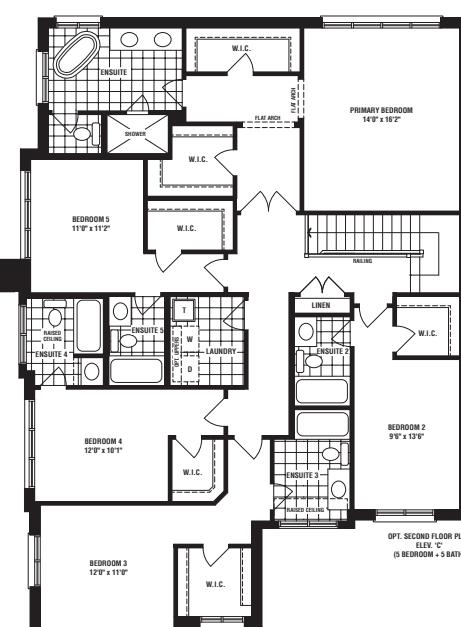 W.I.C.
ENSUITE
FLAT ARCH
FLAT ARCH
PRIMARY BEDROOM
14'0" x 16'2"
SHOWER
W.I.C.
BEDROOM 5
11'0" x 11'2"
W.I.C.
RAILING
LINEN
T
RAISED
CEILING
ENSUITE 4
ENSUITE 5
OPT. UPPERS
W
LAUNDRY
D
ENSUITE 2
W.I.C.
BEDROOM 2
9'6" x 13'6"
BEDROOM 4
12'0" x 10'1"
W.I.C.
ENSUITE 3
RAISED CEILING
OPT. SECOND FLOOR PL
ELEV. 'C'
(5 BEDROOM + 5 BATH
BEDROOM 3
12'0" x 11'0"
W.I.C.